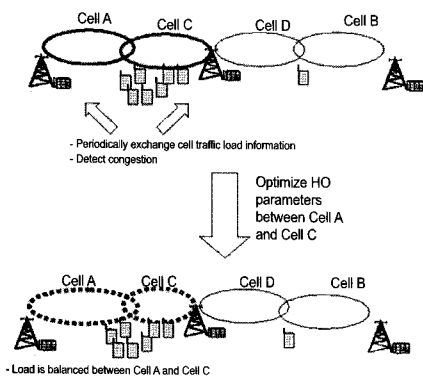 Cell A Cell C Cell D Cell B
- Periodically exchange cell traffic load information
- Detect congestion
Optimize HO
parameters
between Cell A
and Cell C
Cell A Cell C Cell D Cell B
- Load is balanced between Cell A and Cell C